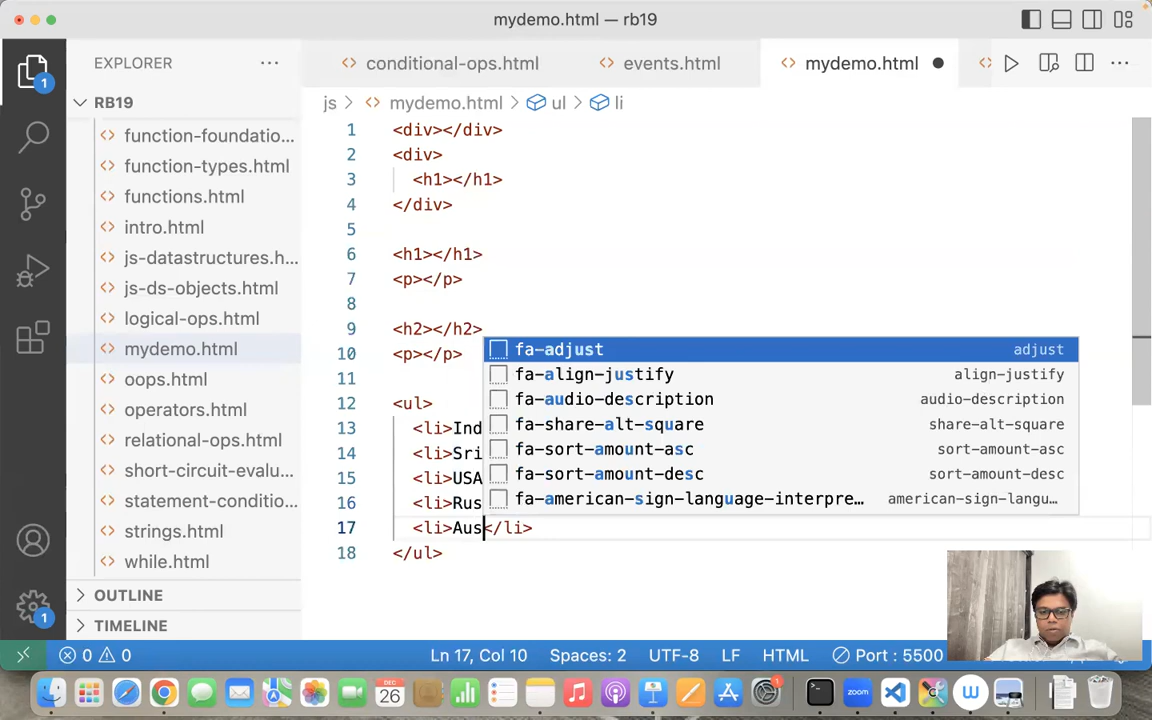 mydemo.html — rb19
EXPLORER
conditional-ops.html
events.html
mydemo.html
RB19
js > mydemo.html > ul > li
function-foundatio...
function-types.html
functions.html
intro.html
js-datastructures.h...
js-ds-objects.html
logical-ops.html
mydemo.html
oops.html
operators.html
relational-ops.html
short-circuit-evalu...
statement-conditio...
strings.html
while.html
OUTLINE
TIMELINE
1 <div></div>
2 <div>
3 <h1></h1>
4 </div>
5
6 <h1></h1>
7 <p></p>
8
9 <h2></h2>
10 <p></p>
11
12 <ul>
13 <li>Ind
14 <li>Sri
15 <li>USA
16 <li>Rus
17 <li>Aus</li>
18 </ul>
fa-adjust adjust
fa-align-justify align-justify
fa-audio-description audio-description
fa-share-alt-square share-alt-square
fa-sort-amount-asc sort-amount-asc
fa-sort-amount-desc sort-amount-desc
fa-american-sign-language-interpre... american-sign-langu...
1
1
0 0
Ln 17, Col 10
Spaces: 2
UTF-8
LF
HTML
Port : 5500
DEC
26
1
zoom
W